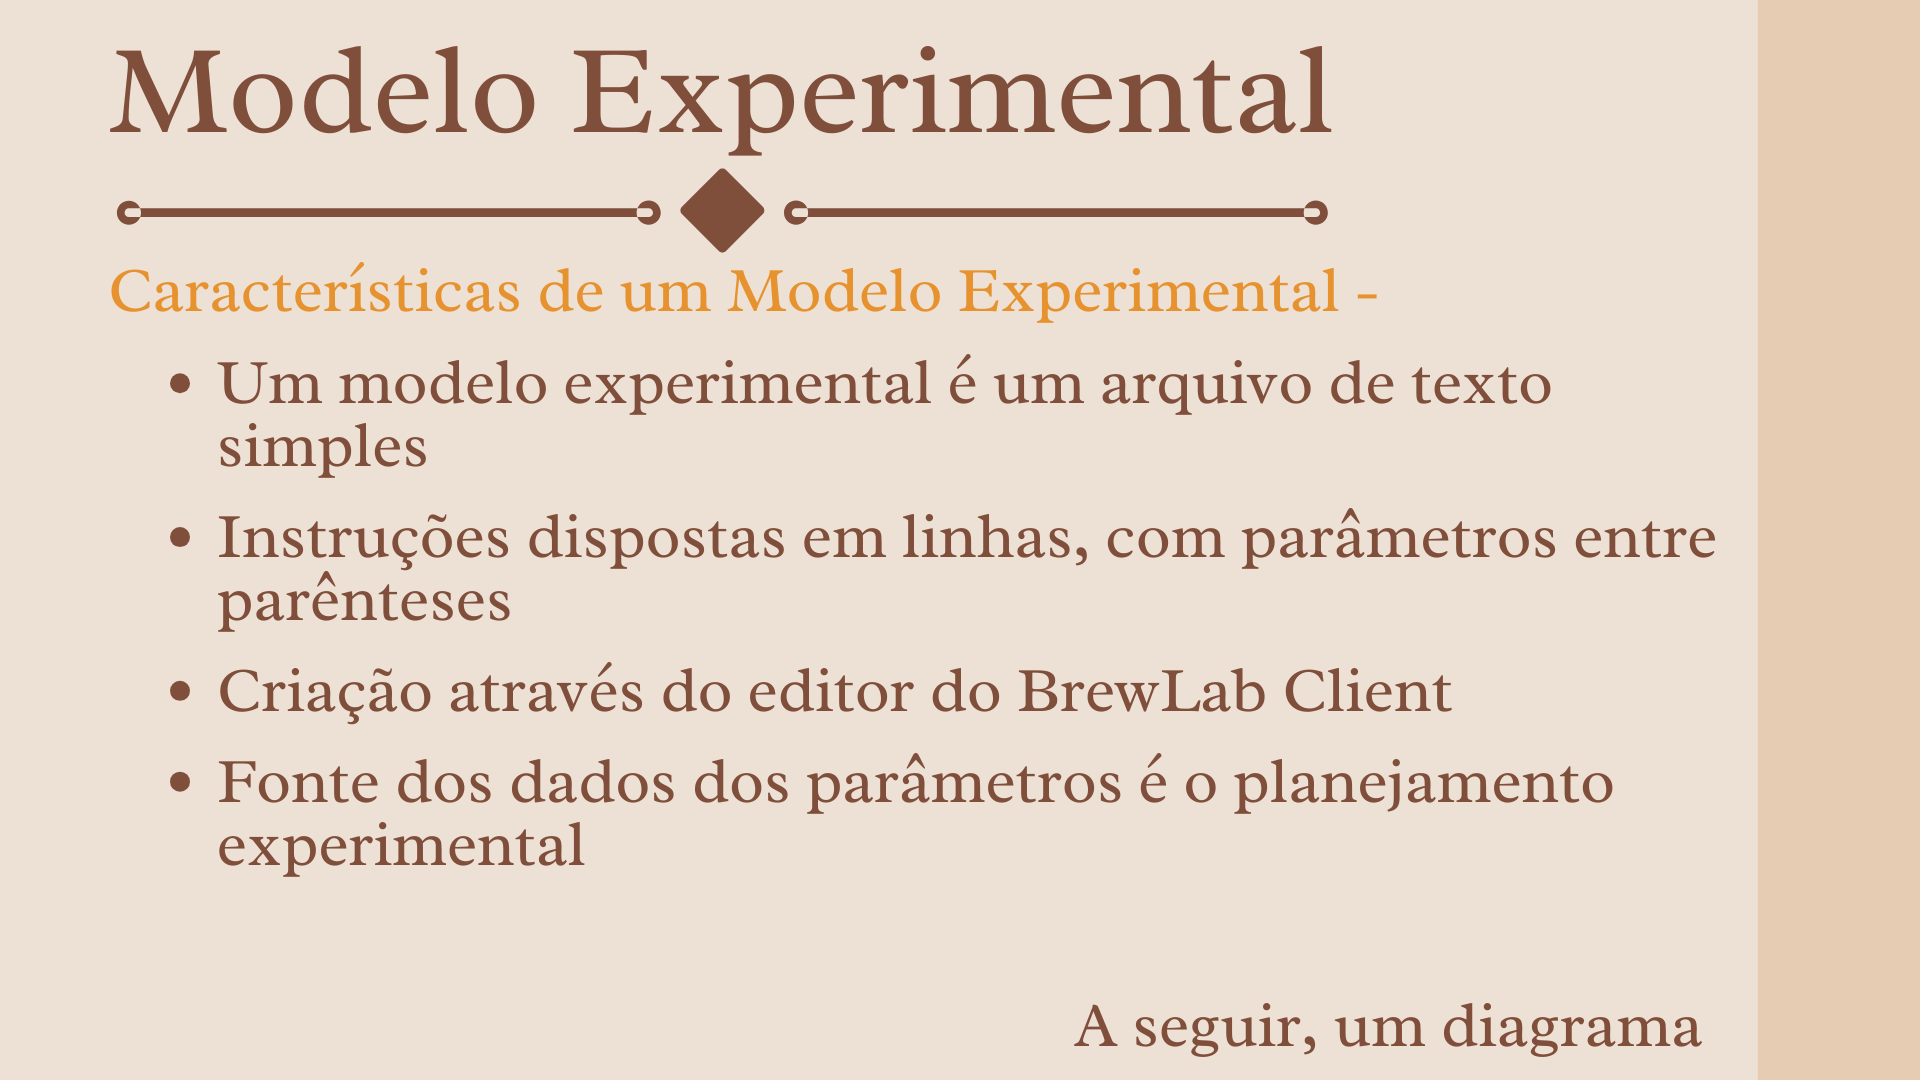 Modelo Experimental
Características de um Modelo Experimental -
• Um modelo experimental é um arquivo de texto
simples
• Instruções dispostas em linhas, com parâmetros entre
parênteses
• Criação através do editor do BrewLab Client
• Fonte dos dados dos parâmetros é o planejamento
experimental
A seguir, um diagrama